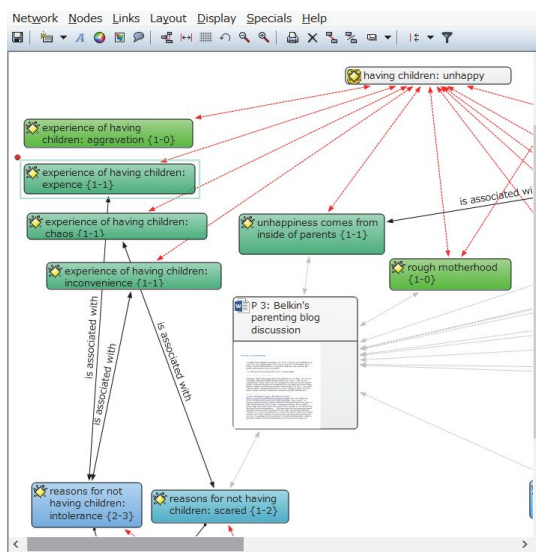 Network Nodes Links Layout Display Specials Help
having children: unhappy
experience of having
children: aggravation {1-0}
experience of having children:
expence {1-1}
experience of having children:
chaos {1-1}
experience of having children:
inconvenience {1-1}
unhappiness comes from
inside of parents {1-1}
is associated wi
rough motherhood
{1-0}
P 3: Belkin's
parenting blog
discussion
is associated with
is associated with
is associated with
reasons for not
having children:
intolerance {2-3}
reasons for not having
children: scared {1-2}